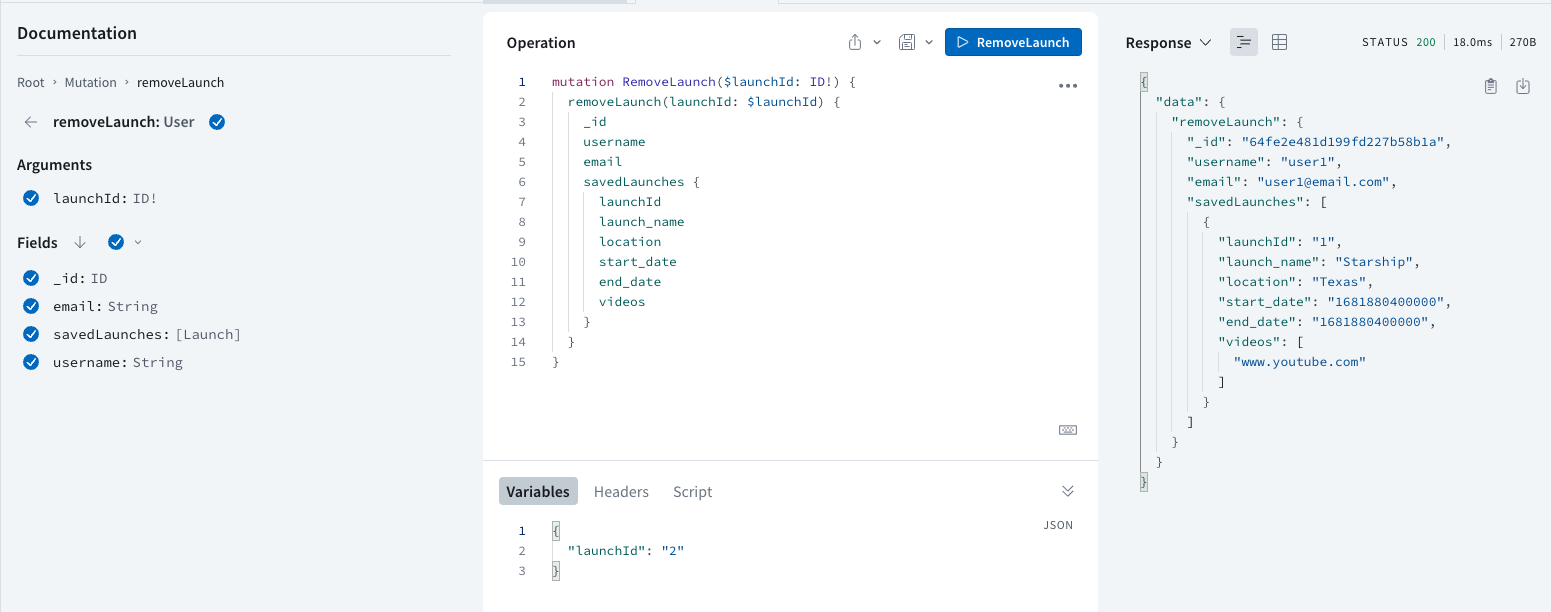 Documentation
Root › Mutation › removeLaunch
removeLaunch: User
Arguments
launchId: ID!
Fields
_id: ID
email: String
savedLaunches: [Launch]
username: String
Operation
RemoveLaunch
1 mutation RemoveLaunch($launchId: ID!) {
2   removeLaunch(launchId: $launchId) {
3     _id
4     username
5     email
6     savedLaunches {
7       launchId
8       launch_name
9       location
10       start_date
11       end_date
12       videos
13     }
14   }
15 }
Variables Headers Script
JSON
1 {
2   "launchId": "2"
3 }
Response
STATUS 200 18.0ms 270B
{
  "data": {
    "removeLaunch": {
      "_id": "64fe2e481d199fd227b58b1a",
      "username": "user1",
      "email": "user1@email.com",
      "savedLaunches": [
        {
          "launchId": "1",
          "launch_name": "Starship",
          "location": "Texas",
          "start_date": "1681880400000",
          "end_date": "1681880400000",
          "videos": [
            "www.youtube.com"
          ]
        }
      ]
    }
  }
}